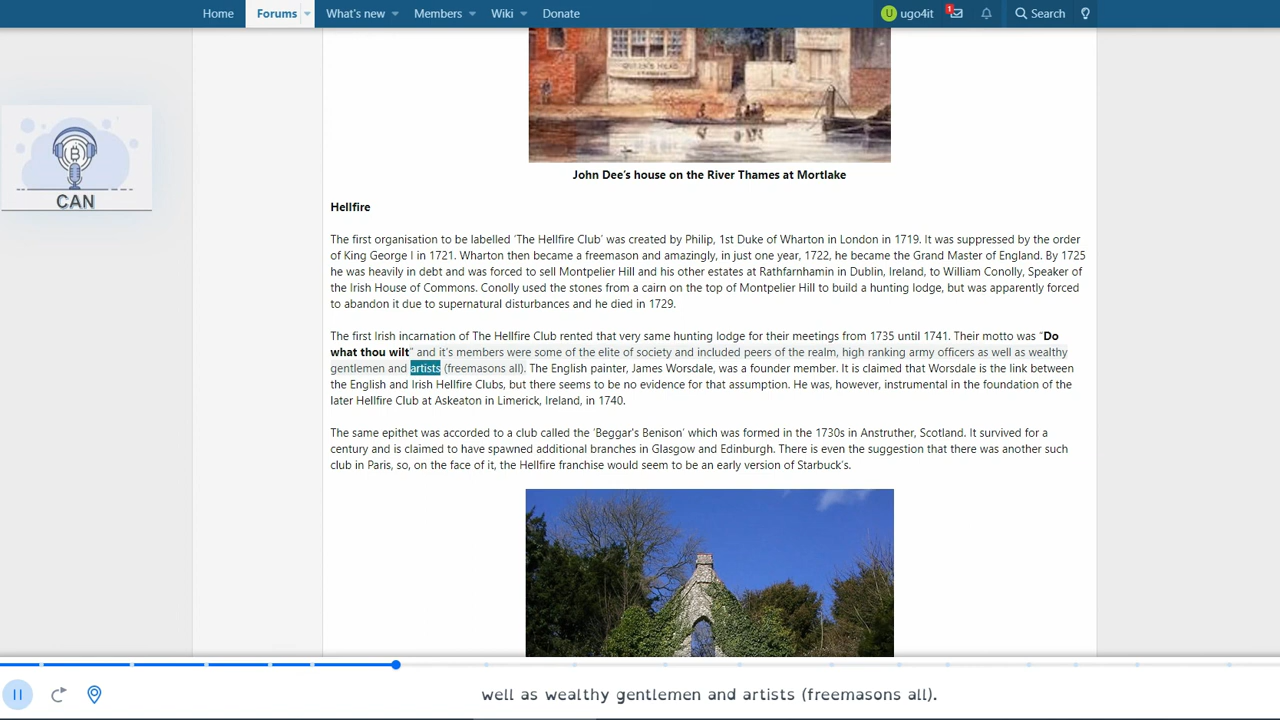 Home Forums What's new Members Wiki Donate ugo4it 1 Search
QUEEN'S HEAD
CAN
John Dee's house on the River Thames at Mortlake
Hellfire
The first organisation to be labelled 'The Hellfire Club' was created by Philip, 1st Duke of Wharton in London in 1719. It was suppressed by the order
of King George I in 1721. Wharton then became a freemason and amazingly, in just one year, 1722, he became the Grand Master of England. By 1725
he was heavily in debt and was forced to sell Montpelier Hill and his other estates at Rathfarnhamin in Dublin, Ireland, to William Conolly, Speaker of
the Irish House of Commons. Conolly used the stones from a cairn on the top of Montpelier Hill to build a hunting lodge, but was apparently forced
to abandon it due to supernatural disturbances and he died in 1729.
The first Irish incarnation of The Hellfire Club rented that very same hunting lodge for their meetings from 1735 until 1741. Their motto was "Do
what thou wilt" and it's members were some of the elite of society and included peers of the realm, high ranking army officers as well as wealthy
gentlemen and artists (freemasons all). The English painter, James Worsdale, was a founder member. It is claimed that Worsdale is the link between
the English and Irish Hellfire Clubs, but there seems to be no evidence for that assumption. He was, however, instrumental in the foundation of the
later Hellfire Club at Askeaton in Limerick, Ireland, in 1740.
The same epithet was accorded to a club called the 'Beggar's Benison' which was formed in the 1730s in Anstruther, Scotland. It survived for a
century and is claimed to have spawned additional branches in Glasgow and Edinburgh. There is even the suggestion that there was another such
club in Paris, so, on the face of it, the Hellfire franchise would seem to be an early version of Starbuck's.
well as wealthy gentlemen and artists (freemasons all).